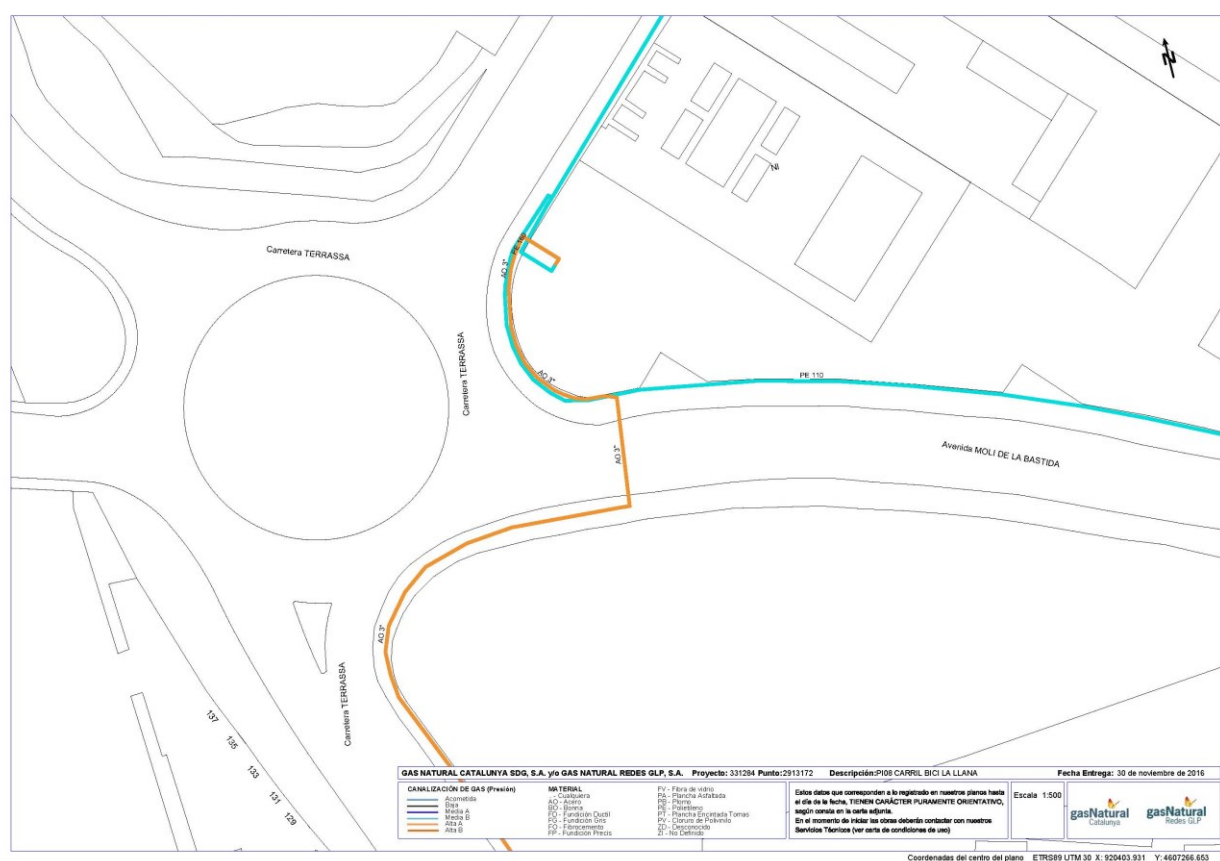 N
NI
Carretera TERRASSA
PE 160
AO 3"
Carretera TERRASSA
AO 3"
PE 110
AO 3"
Avenida MOLI DE LA BASTIDA
AO 3"
Carretera TERRASSA
137
135
133
131
129
GAS NATURAL CATALUNYA SDG, S.A. y/o GAS NATURAL REDES GLP, S.A. Proyecto: 331284 Punto:2913172 Descripción:PI08 CARRIL BICI LA LLANA Fecha Entrega: 30 de noviembre de 2016
CANALIZACIÓN DE GAS (Presión)
Acometida
Baja
Media A
Media B
Alta A
Alta B
MATERIAL
.. - Cualquiera
AO - Acero
BO - Bonna
FD - Fundición Ductil
FG - Fundición Gris
FO - Fibrocemento
FP - Fundición Precis
FV - Fibra de vidrio
PA - Plancha Asfaltada
PB - Plomo
PE - Polietileno
PT - Plancha Encintada Tomas
PV - Cloruro de Polivinilo
ZD - Desconocido
ZI - No Definido
Estos datos que corresponden a lo registrado en nuestros planos hasta
el día de la fecha, TIENEN CARÁCTER PURAMENTE ORIENTATIVO,
según consta en la carta adjunta.
En el momento de iniciar las obras deberán contactar con nuestros
Servicios Técnicos (ver carta de condiciones de uso)
Escala 1:500
gasNatural
Catalunya
gasNatural
Redes GLP
Coordenadas del centro del plano ETRS89 UTM 30 X: 920403.931 Y: 4607266.653